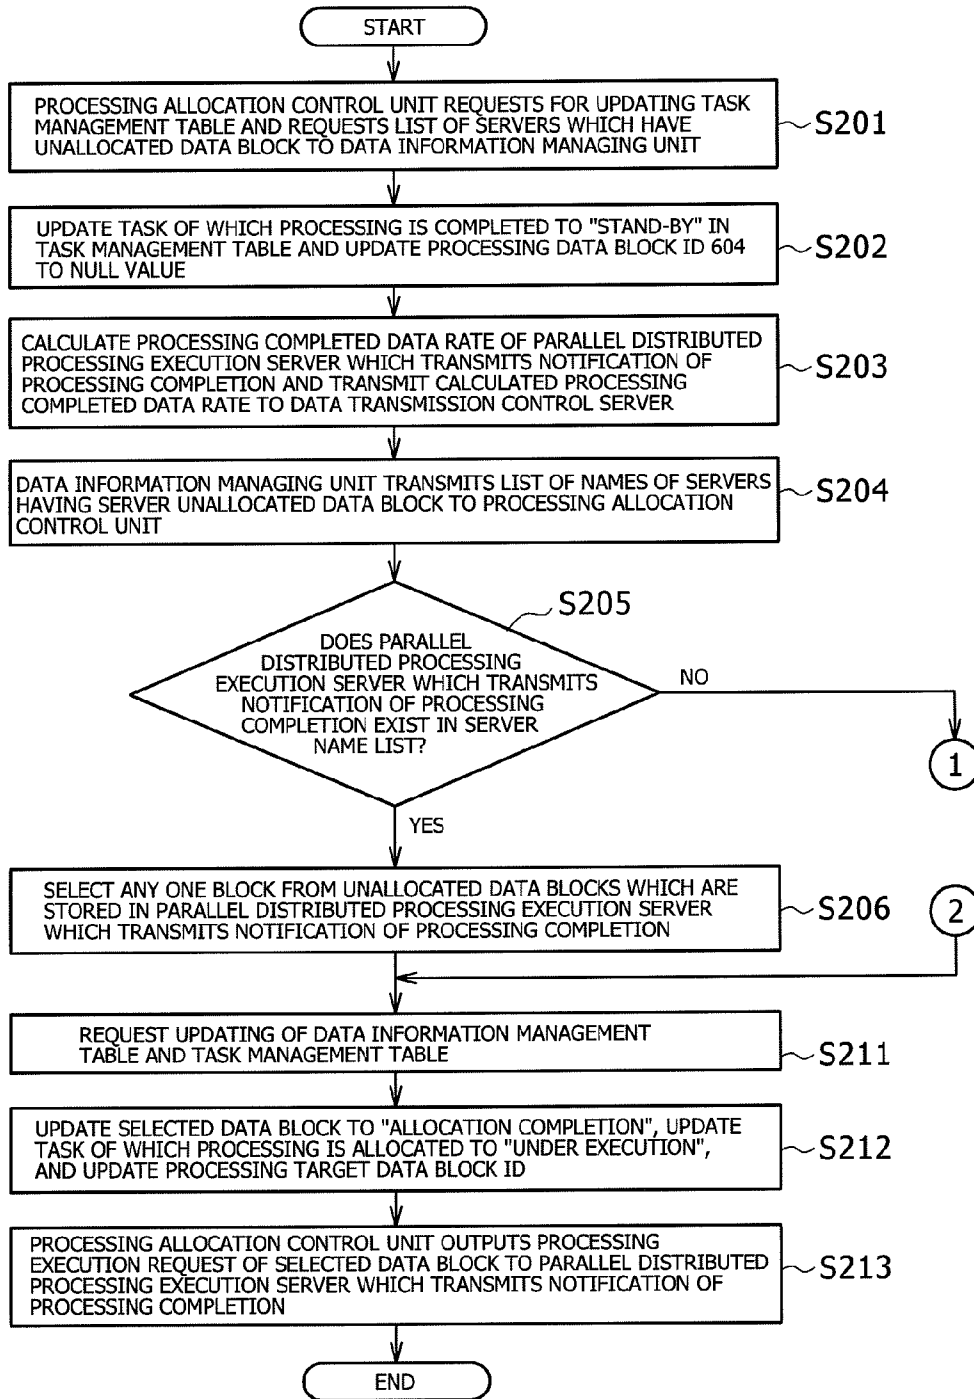 START
PROCESSING ALLOCATION CONTROL UNIT REQUESTS FOR UPDATING TASK
MANAGEMENT TABLE AND REQUESTS LIST OF SERVERS WHICH HAVE
UNALLOCATED DATA BLOCK TO DATA INFORMATION MANAGING UNIT
S201
UPDATE TASK OF WHICH PROCESSING IS COMPLETED TO "STAND-BY" IN
TASK MANAGEMENT TABLE AND UPDATE PROCESSING DATA BLOCK ID 604
TO NULL VALUE
S202
CALCULATE PROCESSING COMPLETED DATA RATE OF PARALLEL DISTRIBUTED
PROCESSING EXECUTION SERVER WHICH TRANSMITS NOTIFICATION OF
PROCESSING COMPLETION AND TRANSMIT CALCULATED PROCESSING
COMPLETED DATA RATE TO DATA TRANSMISSION CONTROL SERVER
S203
DATA INFORMATION MANAGING UNIT TRANSMITS LIST OF NAMES OF SERVERS
HAVING SERVER UNALLOCATED DATA BLOCK TO PROCESSING ALLOCATION
CONTROL UNIT
S204
S205
DOES PARALLEL
DISTRIBUTED PROCESSING
EXECUTION SERVER WHICH TRANSMITS
NOTIFICATION OF PROCESSING
COMPLETION EXIST IN SERVER
NAME LIST?
NO
1
YES
SELECT ANY ONE BLOCK FROM UNALLOCATED DATA BLOCKS WHICH ARE
STORED IN PARALLEL DISTRIBUTED PROCESSING EXECUTION SERVER
WHICH TRANSMITS NOTIFICATION OF PROCESSING COMPLETION
S206
2
REQUEST UPDATING OF DATA INFORMATION MANAGEMENT
TABLE AND TASK MANAGEMENT TABLE
S211
UPDATE SELECTED DATA BLOCK TO "ALLOCATION COMPLETION", UPDATE
TASK OF WHICH PROCESSING IS ALLOCATED TO "UNDER EXECUTION",
AND UPDATE PROCESSING TARGET DATA BLOCK ID
S212
PROCESSING ALLOCATION CONTROL UNIT OUTPUTS PROCESSING
EXECUTION REQUEST OF SELECTED DATA BLOCK TO PARALLEL DISTRIBUTED
PROCESSING EXECUTION SERVER WHICH TRANSMITS NOTIFICATION OF
PROCESSING COMPLETION
S213
END